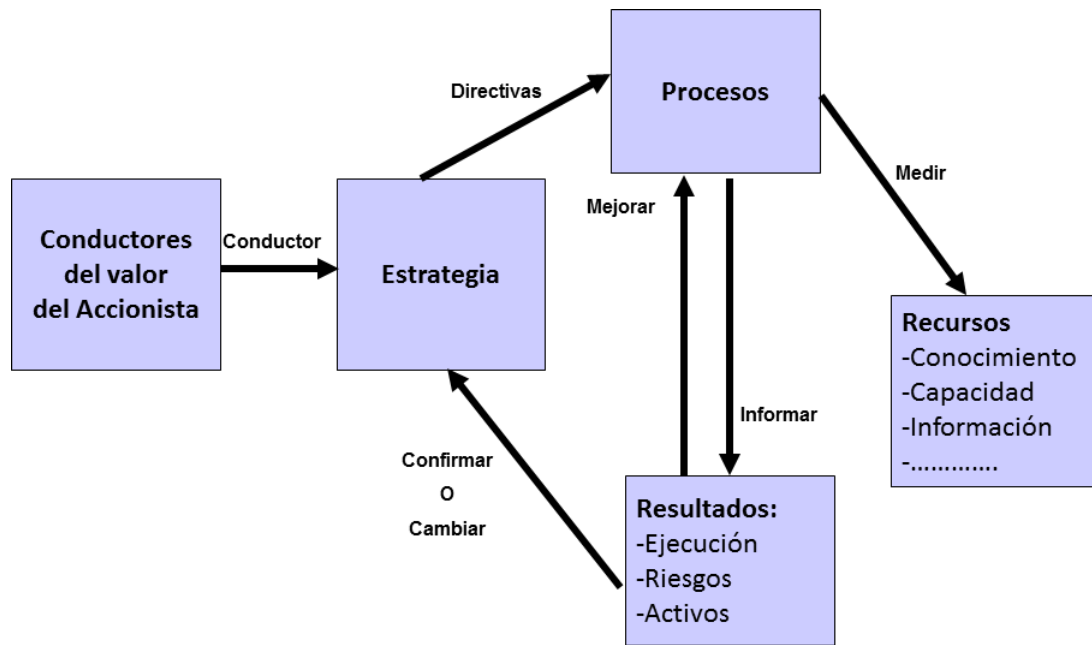 Procesos
Directivas
Medir
Mejorar
Conductores
del valor
del Accionista
Conductor
Estrategia
Recursos
-Conocimiento
-Capacidad
-Información
-………….
Informar
Confirmar
O
Cambiar
Resultados:
-Ejecución
-Riesgos
-Activos